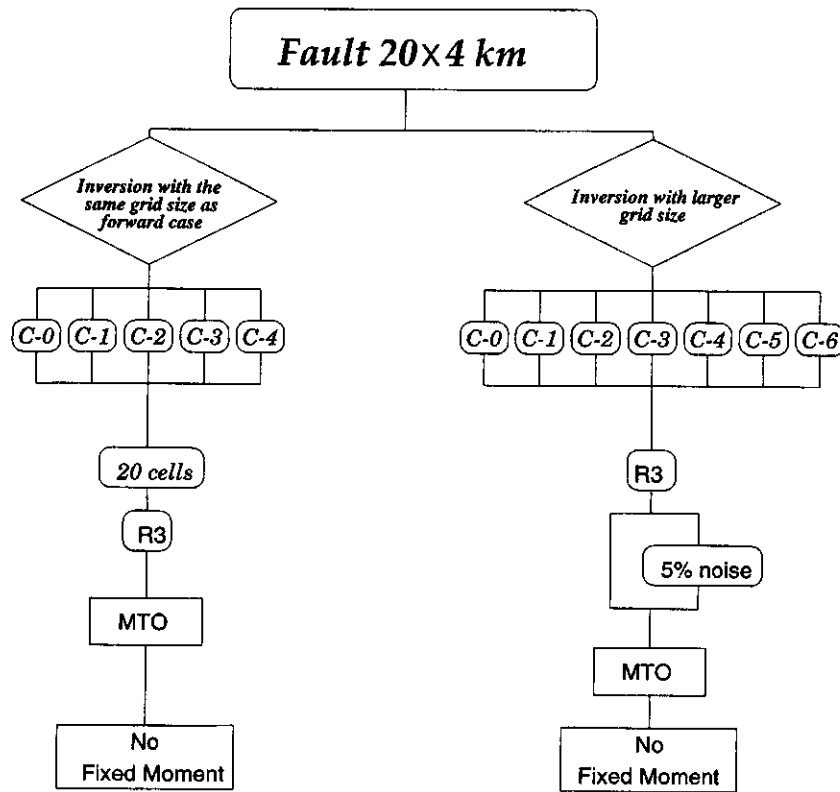 Fault 20×4 km
Inversion with the
same grid size as
forward case
C-0 C-1 C-2 C-3 C-4
20 cells
R3
MTO
No
Fixed Moment
Inversion with larger
grid size
C-0 C-1 C-2 C-3 C-4 C-5 C-6
R3
5% noise
MTO
No
Fixed Moment